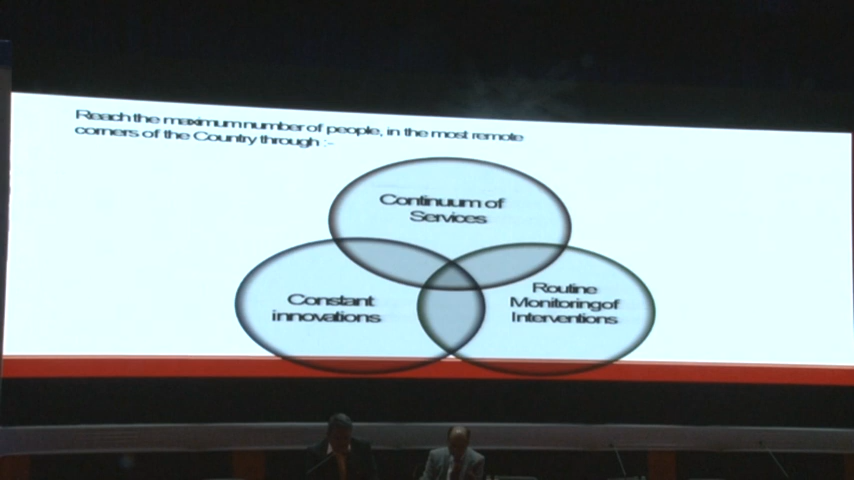 Reach the maximum number of people, in the most remote
corners of the Country through :-
Continuum of
Services
Constant
innovations
Routine
Monitoring of
Interventions